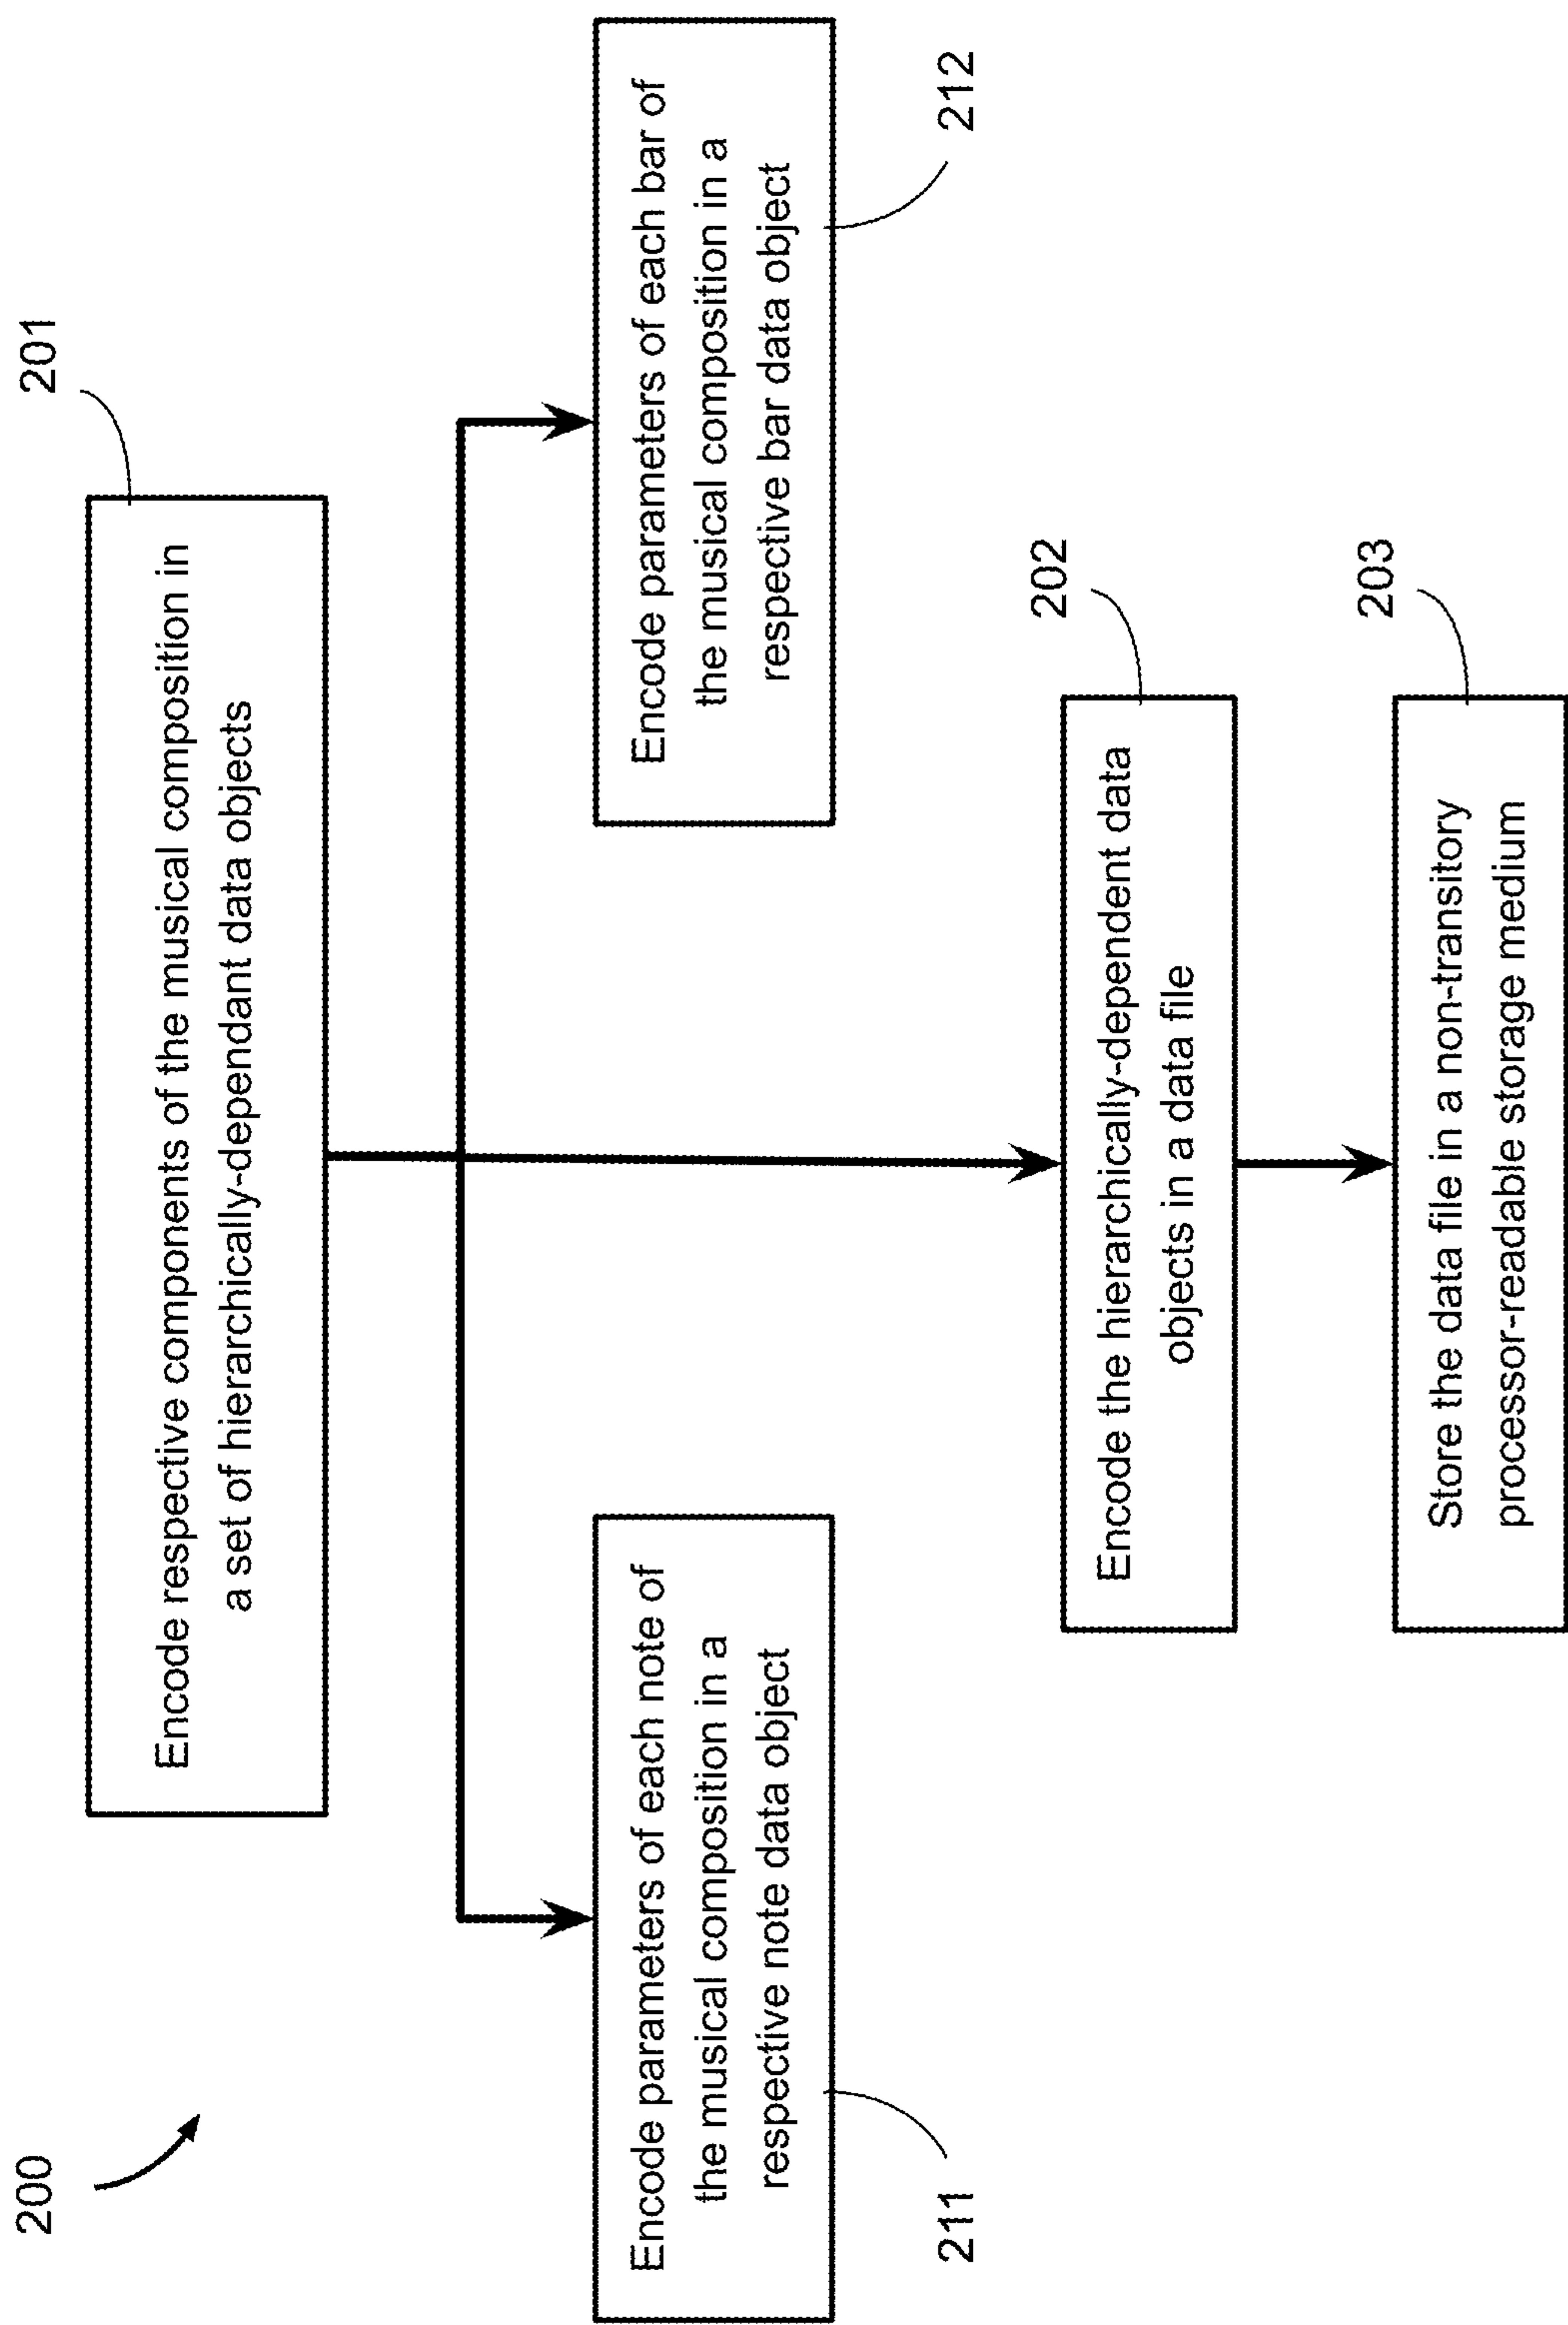 200
201
Encode respective components of the musical composition in
a set of hierarchically-dependant data objects
Encode parameters of each note of
the musical composition in a
respective note data object
211
Encode parameters of each bar of
the musical composition in a
respective bar data object
212
202
Encode the hierarchically-dependent data
objects in a data file
203
Store the data file in a non-transitory
processor-readable storage medium